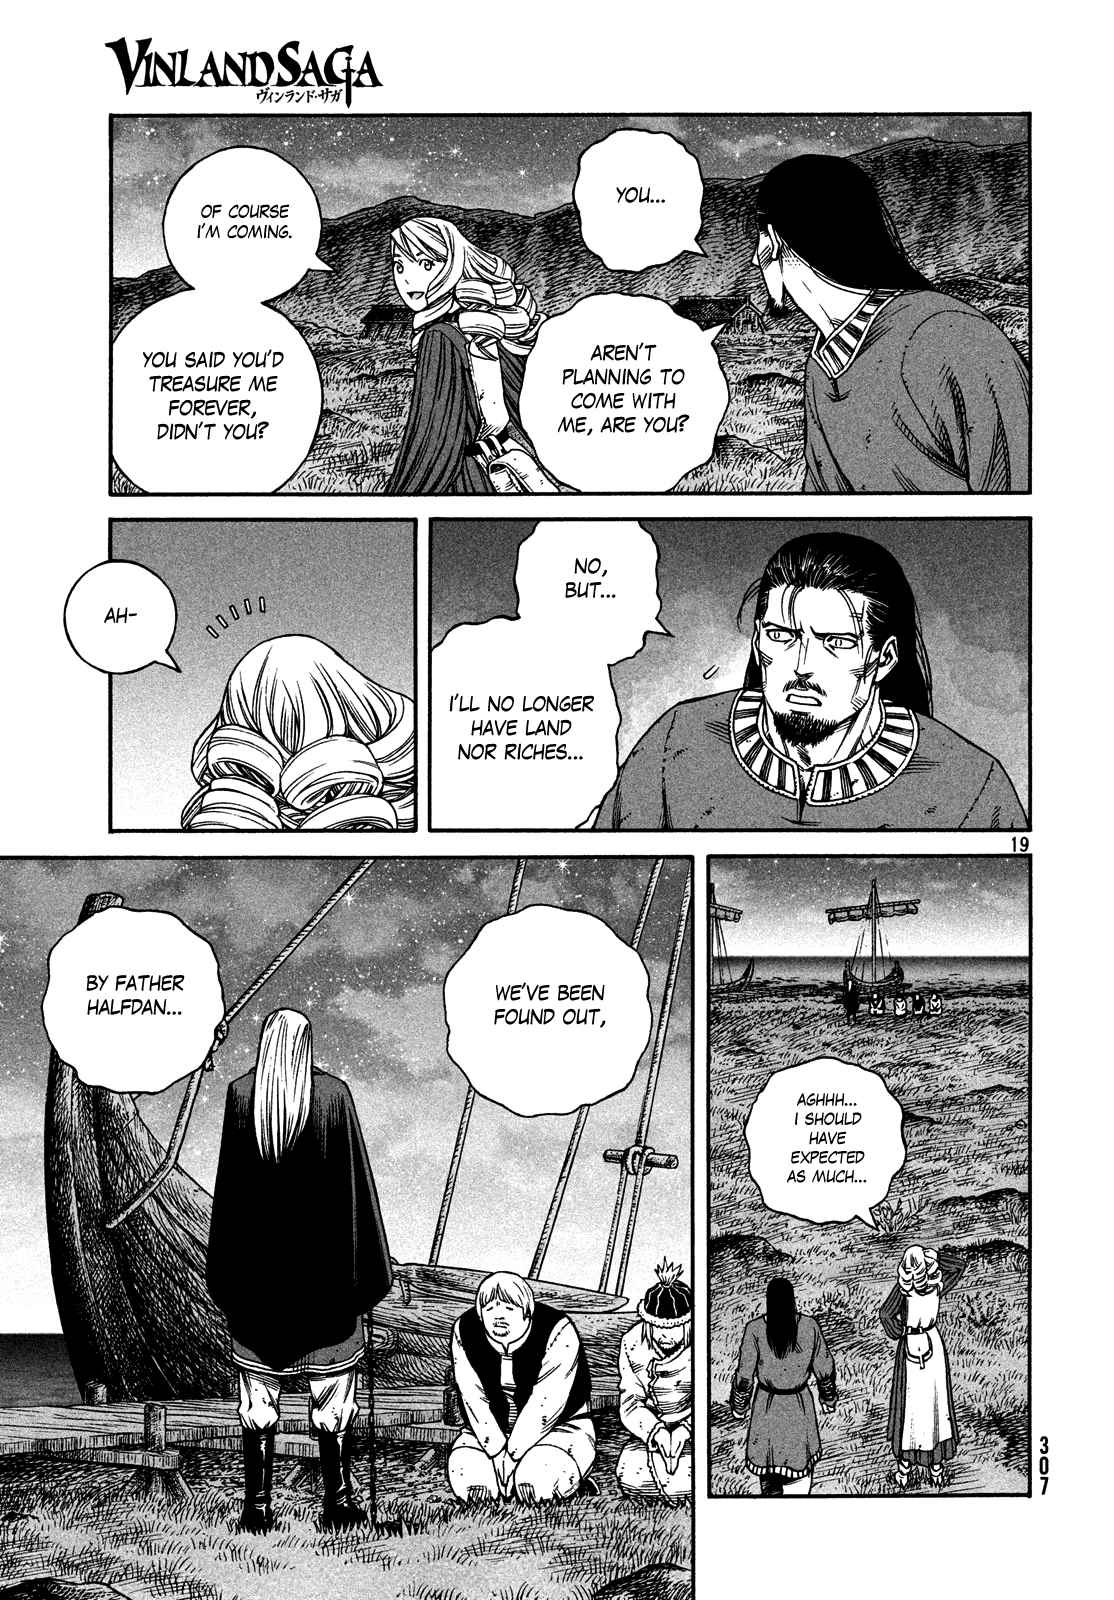 VINLAND SAGA
ヴィンランド・サガ
YOU...
AREN'T
PLANNING TO
COME WITH
ME, ARE YOU?
OF COURSE
I'M COMING.
YOU SAID YOU'D
TREASURE ME
FOREVER,
DIDN'T YOU?
NO,
BUT...
I'LL NO LONGER
HAVE LAND
NOR RICHES...
AH-
19
AGHHH...
I SHOULD
HAVE
EXPECTED
AS MUCH...
WE'VE BEEN
FOUND OUT,
BY FATHER
HALFDAN...
307